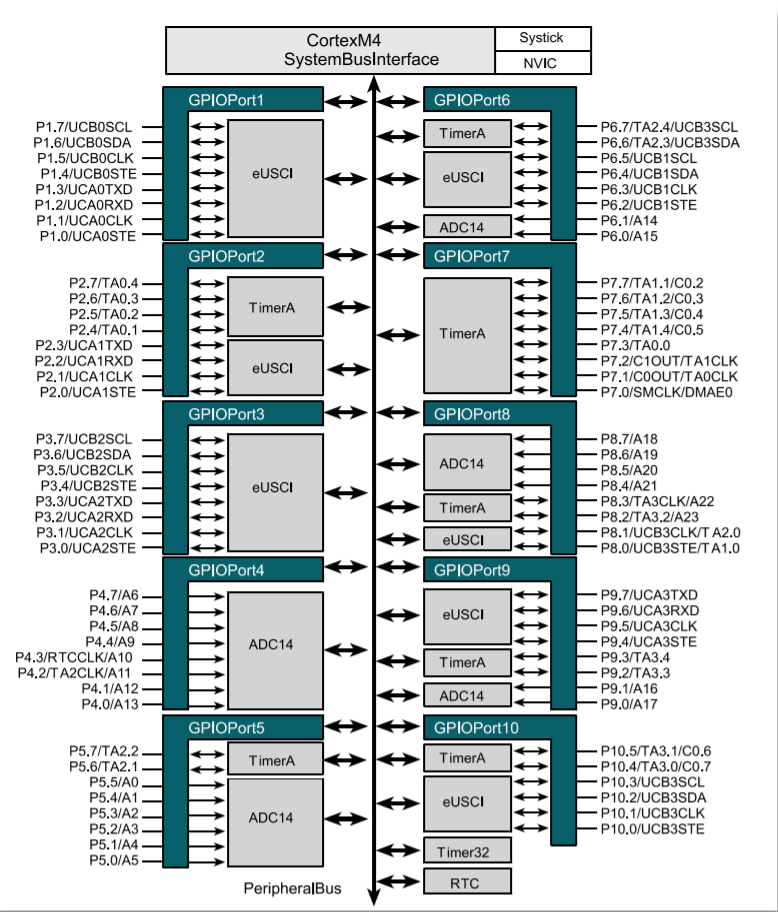 CortexM4
SystemBusInterface
Systick
NVIC
GPIOPort1
P1.7/UCB0SCL
P1.6/UCB0SDA
P1.5/UCB0CLK
P1.4/UCB0STE
P1.3/UCA0TXD
P1.2/UCA0RXD
P1.1/UCA0CLK
P1.0/UCA0STE
eUSCI
GPIOPort2
P2.7/TA0.4
P2.6/TA0.3
P2.5/TA0.2
P2.4/TA0.1
P2.3/UCA1TXD
P2.2/UCA1RXD
P2.1/UCA1CLK
P2.0/UCA1STE
TimerA
eUSCI
GPIOPort3
P3.7/UCB2SCL
P3.6/UCB2SDA
P3.5/UCB2CLK
P3.4/UCB2STE
P3.3/UCA2TXD
P3.2/UCA2RXD
P3.1/UCA2CLK
P3.0/UCA2STE
eUSCI
GPIOPort4
P4.7/A6
P4.6/A7
P4.5/A8
P4.4/A9
P4.3/RTCCLK/A10
P4.2/TA2CLK/A11
P4.1/A12
P4.0/A13
ADC14
GPIOPort5
P5.7/TA2.2
P5.6/TA2.1
P5.5/A0
P5.4/A1
P5.3/A2
P5.2/A3
P5.1/A4
P5.0/A5
TimerA
ADC14
PeripheralBus
GPIOPort6
TimerA
eUSCI
ADC14
P6.7/TA2.4/UCB3SCL
P6.6/TA2.3/UCB3SDA
P6.5/UCB1SCL
P6.4/UCB1SDA
P6.3/UCB1CLK
P6.2/UCB1STE
P6.1/A14
P6.0/A15
GPIOPort7
TimerA
P7.7/TA1.1/C0.2
P7.6/TA1.2/C0.3
P7.5/TA1.3/C0.4
P7.4/TA1.4/C0.5
P7.3/TA0.0
P7.2/C1OUT/TA1CLK
P7.1/C0OUT/TA0CLK
P7.0/SMCLK/DMAE0
GPIOPort8
ADC14
TimerA
eUSCI
P8.7/A18
P8.6/A19
P8.5/A20
P8.4/A21
P8.3/TA3CLK/A22
P8.2/TA3.2/A23
P8.1/UCB3CLK/TA2.0
P8.0/UCB3STE/TA1.0
GPIOPort9
eUSCI
TimerA
ADC14
P9.7/UCA3TXD
P9.6/UCA3RXD
P9.5/UCA3CLK
P9.4/UCA3STE
P9.3/TA3.4
P9.2/TA3.3
P9.1/A16
P9.0/A17
GPIOPort10
TimerA
eUSCI
P10.5/TA3.1/C0.6
P10.4/TA3.0/C0.7
P10.3/UCB3SCL
P10.2/UCB3SDA
P10.1/UCB3CLK
P10.0/UCB3STE
Timer32
RTC